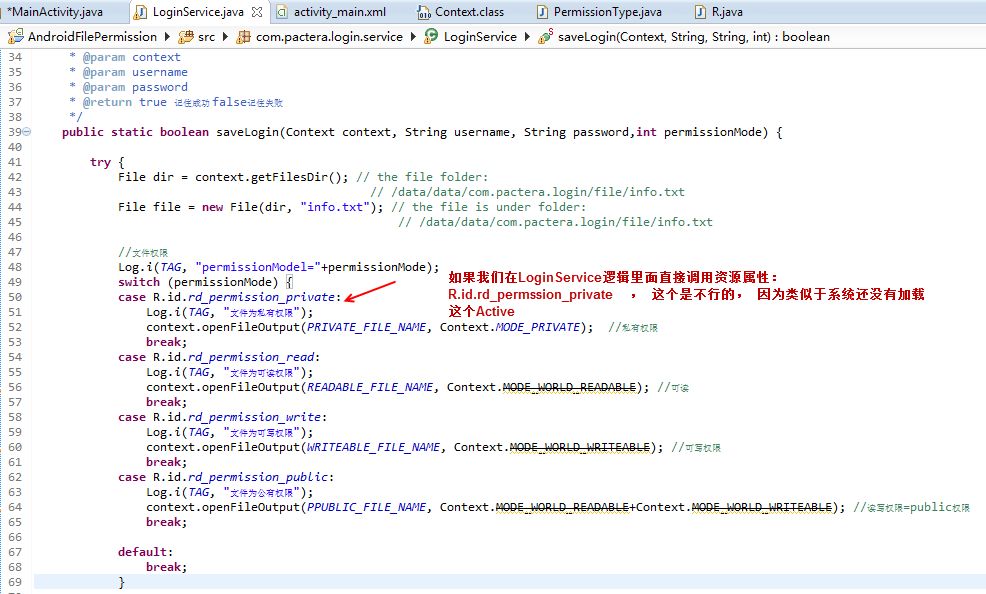 *MainActivity.java LoginService.java activity_main.xml Context.class PermissionType.java R.java
AndroidFilePermission src com.pactera.login.service LoginService saveLogin(Context, String, String, int) : boolean
34 * @param context
35 * @param username
36 * @param password
37 * @return true 记住成功 false记住失败
38 */
39 public static boolean saveLogin(Context context, String username, String password,int permissionMode) {
40
41 try {
42 File dir = context.getFilesDir(); // the file folder:
43 // /data/data/com.pactera.login/file/info.txt
44 File file = new File(dir, "info.txt"); // the file is under folder:
45 // /data/data/com.pactera.login/file/info.txt
46
47 //文件权限
48 Log.i(TAG, "permissionModel="+permissionMode);
49 switch (permissionMode) {
50 case R.id.rd_permission_private:
51 Log.i(TAG, "文件为私有权限");
52 context.openFileOutput(PRIVATE_FILE_NAME, Context.MODE_PRIVATE); //私有权限
53 break;
54 case R.id.rd_permission_read:
55 Log.i(TAG, "文件为可读权限");
56 context.openFileOutput(READABLE_FILE_NAME, Context.MODE_WORLD_READABLE); //可读
57 break;
58 case R.id.rd_permission_write:
59 Log.i(TAG, "文件为可写权限");
60 context.openFileOutput(WRITEABLE_FILE_NAME, Context.MODE_WORLD_WRITEABLE); //可写权限
61 break;
62 case R.id.rd_permission_public:
63 Log.i(TAG, "文件为公有权限");
64 context.openFileOutput(PPUBLIC_FILE_NAME, Context.MODE_WORLD_READABLE+Context.MODE_WORLD_WRITEABLE); //读写权限=public权限
65 break;
66
67 default:
68 break;
69 }
如果我们在LoginService逻辑里面直接调用资源属性：
R.id.rd_permssion_private ， 这个是不行的， 因为类似于系统还没有加载
这个Active